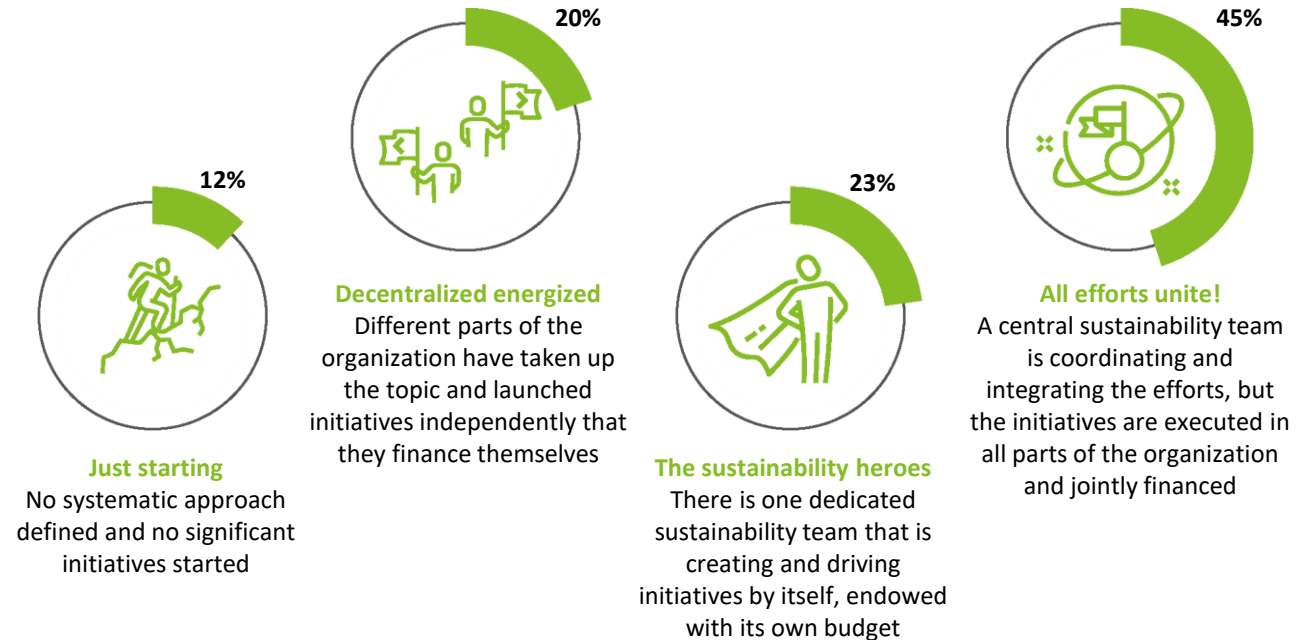 12%
Just starting
No systematic approach
defined and no significant
initiatives started
20%
Decentralized energized
Different parts of the
organization have taken up
the topic and launched
initiatives independently that
they finance themselves
23%
The sustainability heroes
There is one dedicated
sustainability team that is
creating and driving
initiatives by itself, endowed
with its own budget
45%
All efforts unite!
A central sustainability team
is coordinating and
integrating the efforts, but
the initiatives are executed in
all parts of the organization
and jointly financed